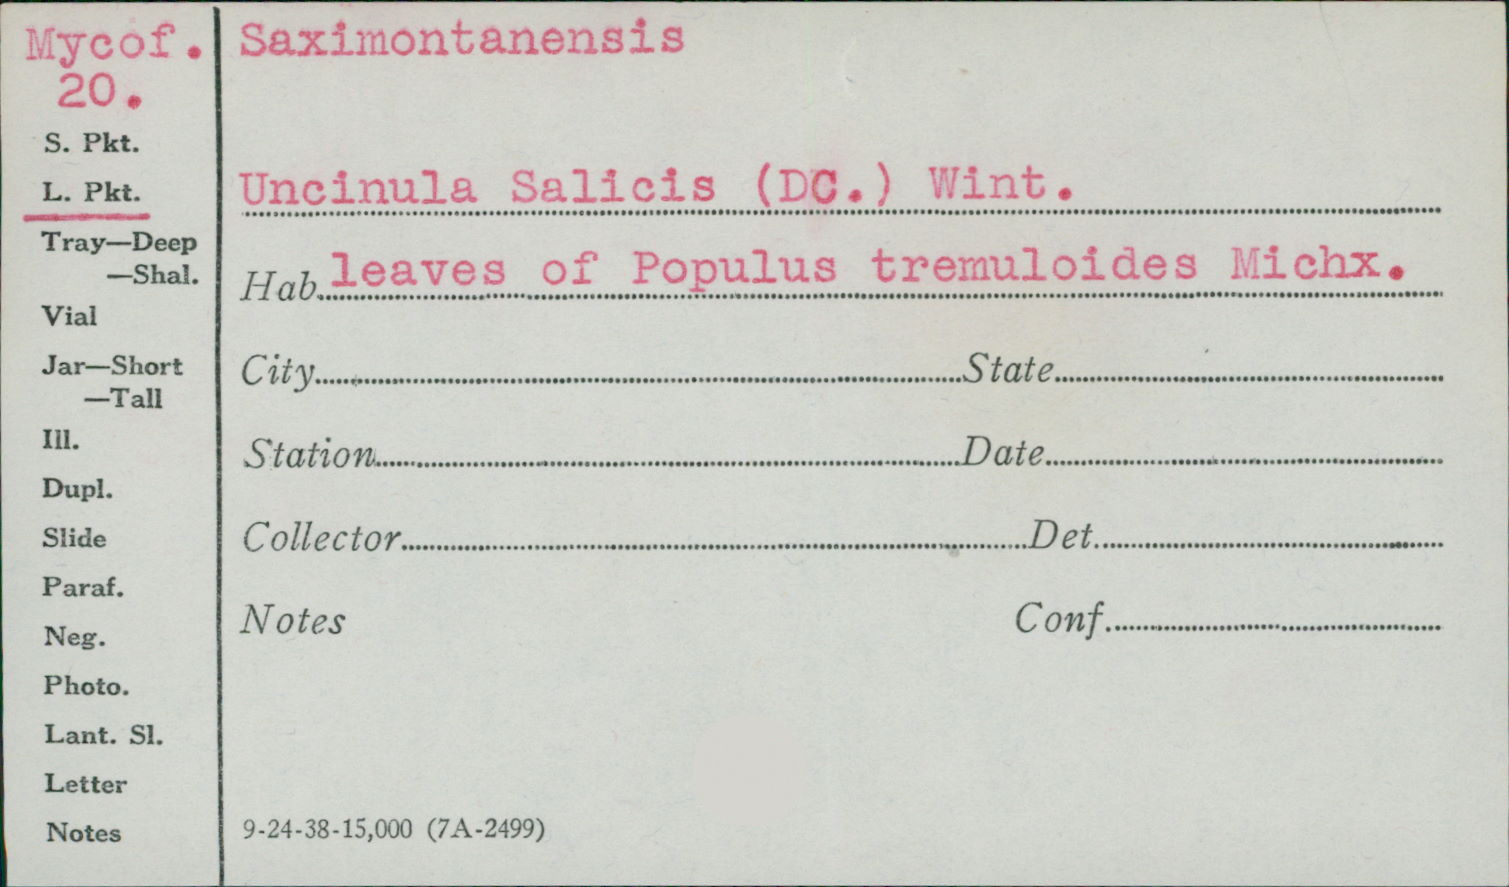 Mycof. Saximontanensis
20.
S. Pkt.
L. Pkt.
Uncinula Salicis (DC.) Wint.
Tray—Deep
—Shal.
Hab. leaves of Populus tremuloides Michx.
Vial
Jar—Short
—Tall
City State
Ill.
Station Date
Dupl.
Slide
Collector Det.
Paraf.
Neg.
Notes Conf.
Photo.
Lant. Sl.
Letter
Notes
9-24-38-15,000 (7A-2499)